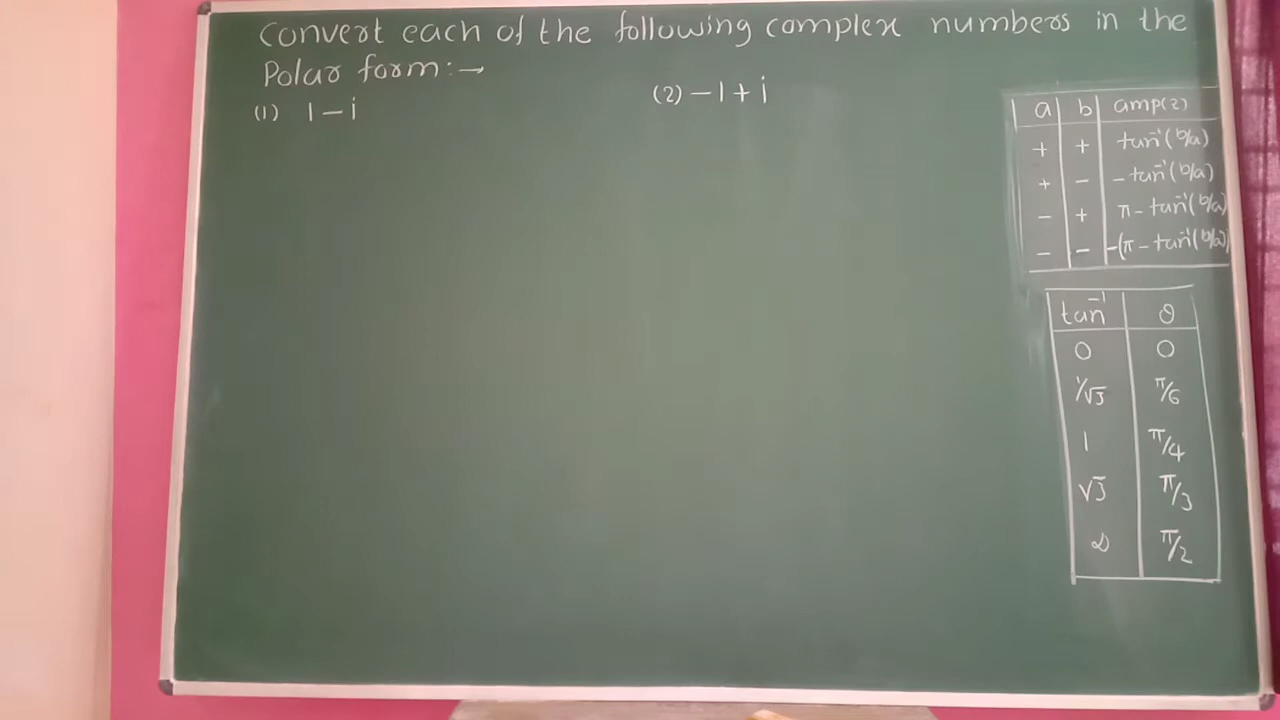 Convert each of the following complex numbers in the
Polar form:→
(1) 1-i
(2) -1+i
a b amp(z)
+ + tan⁻¹(b/a)
+ - -tan⁻¹(b/a)
- + π-tan⁻¹(b/a)
- - -(π-tan⁻¹(b/a))
tan⁻¹ θ
0 0
1/√3 π/6
1 π/4
√3 π/3
∞ π/2